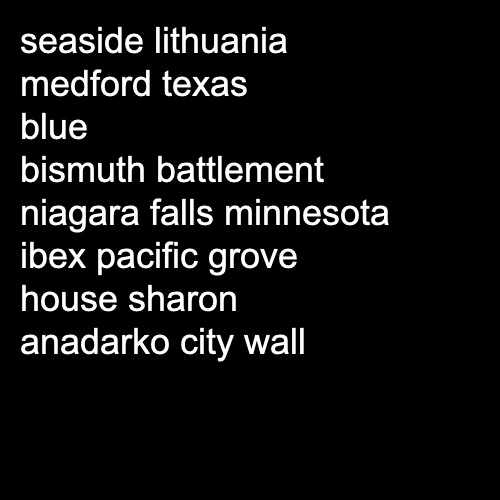 seaside lithuania
medford texas
blue
bismuth battlement
niagara falls minnesota
ibex pacific grove
house sharon
anadarko city wall